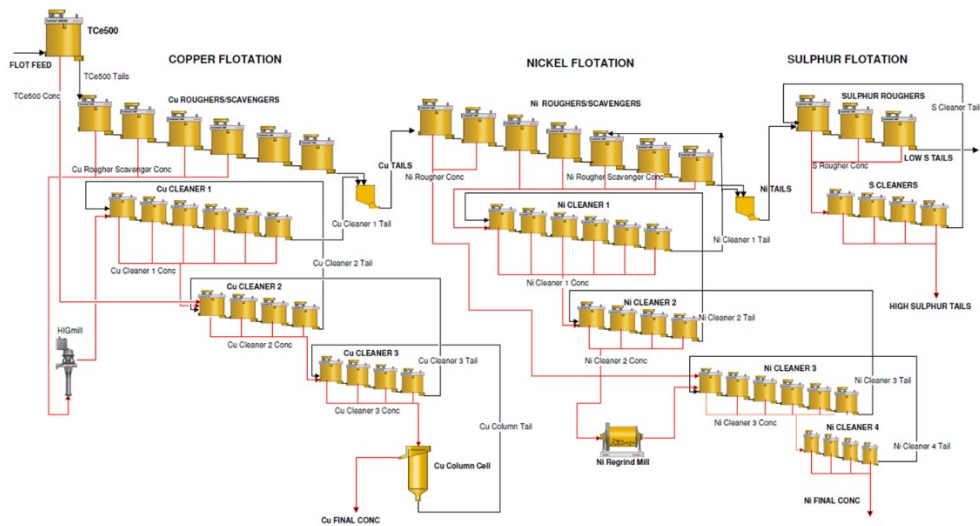 TCe500
FLOT FEED
TCe500 Tails
TCe500 Conc
COPPER FLOTATION
Cu ROUGHERS/SCAVENGERS
Cu Rougher Scavenger Conc
Cu TAILS
Cu CLEANER 1
Cu Cleaner 1 Tail
Cu Cleaner 1 Conc
Cu Cleaner 2 Tail
Cu CLEANER 2
Cu Cleaner 2 Conc
HIGmill
Cu CLEANER 3
Cu Cleaner 3 Tail
Cu Cleaner 3 Conc
Cu Column Tail
Cu Column Cell
Cu FINAL CONC
NICKEL FLOTATION
Ni ROUGHERS/SCAVENGERS
Ni Rougher Conc
Ni Rougher Scavenger Conc
Ni TAILS
Ni CLEANER 1
Ni Cleaner 1 Tail
Ni Cleaner 1 Conc
Ni CLEANER 2
Ni Cleaner 2 Tail
Ni Cleaner 2 Conc
Ni Regrind Mill
Ni CLEANER 3
Ni Cleaner 3 Tail
Ni Cleaner 3 Conc
Ni CLEANER 4
Ni Cleaner 4 Tail
Ni FINAL CONC
SULPHUR FLOTATION
SULPHUR ROUGHERS
S Cleaner Tail
S Rougher Conc
LOW S TAILS
S CLEANERS
HIGH SULPHUR TAILS